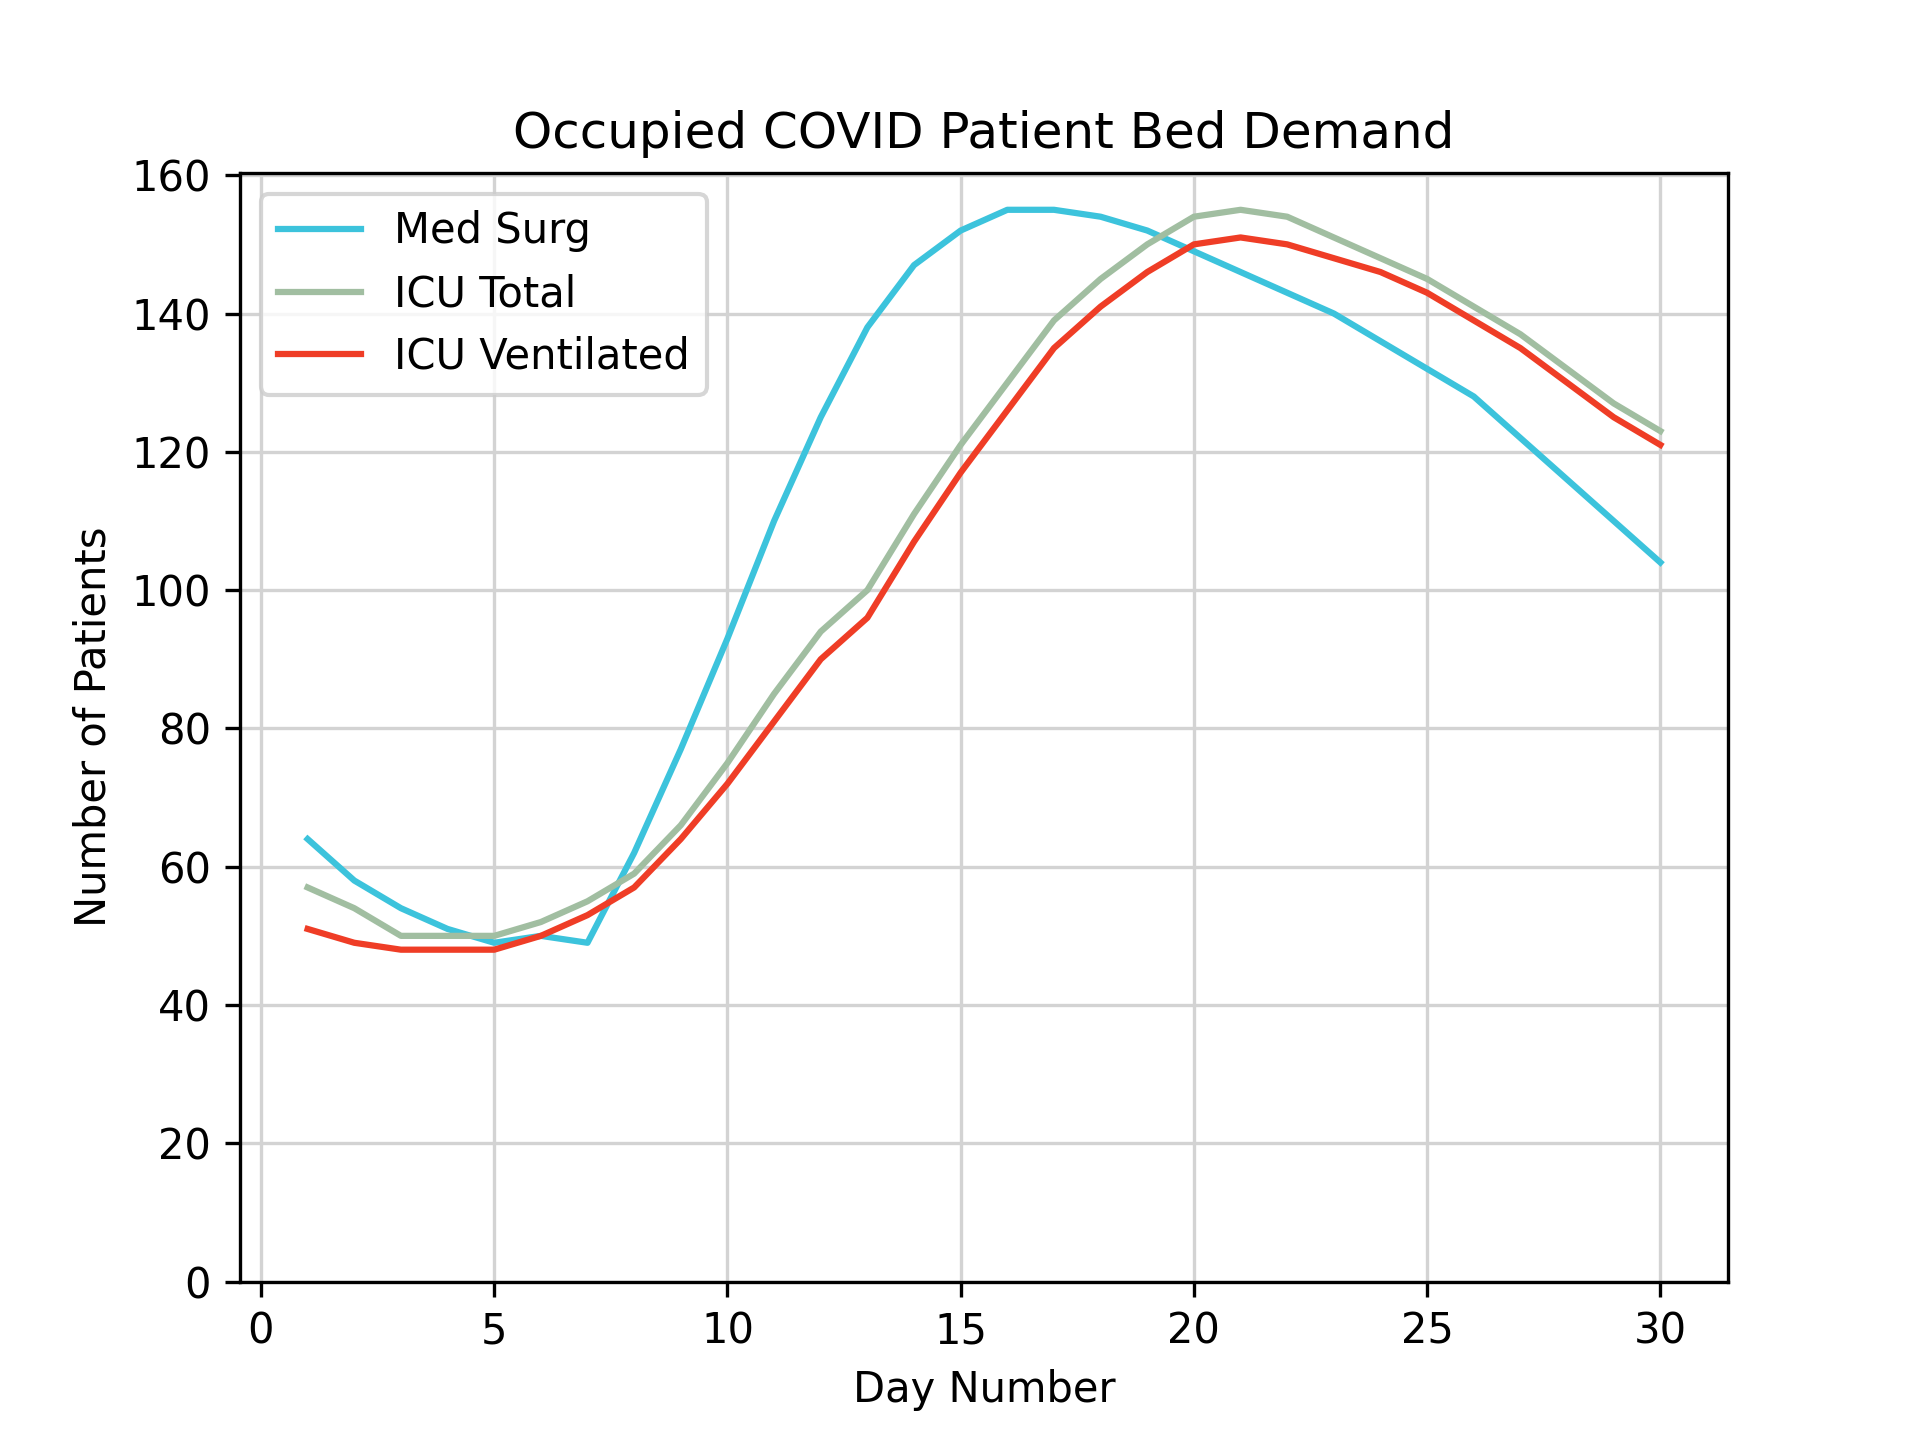 Occupied COVID Patient Bed Demand
Med Surg
ICU Total
ICU Ventilated
Number of Patients
160
140
120
100
80
60
40
20
0
0 5 10 15 20 25 30
Day Number